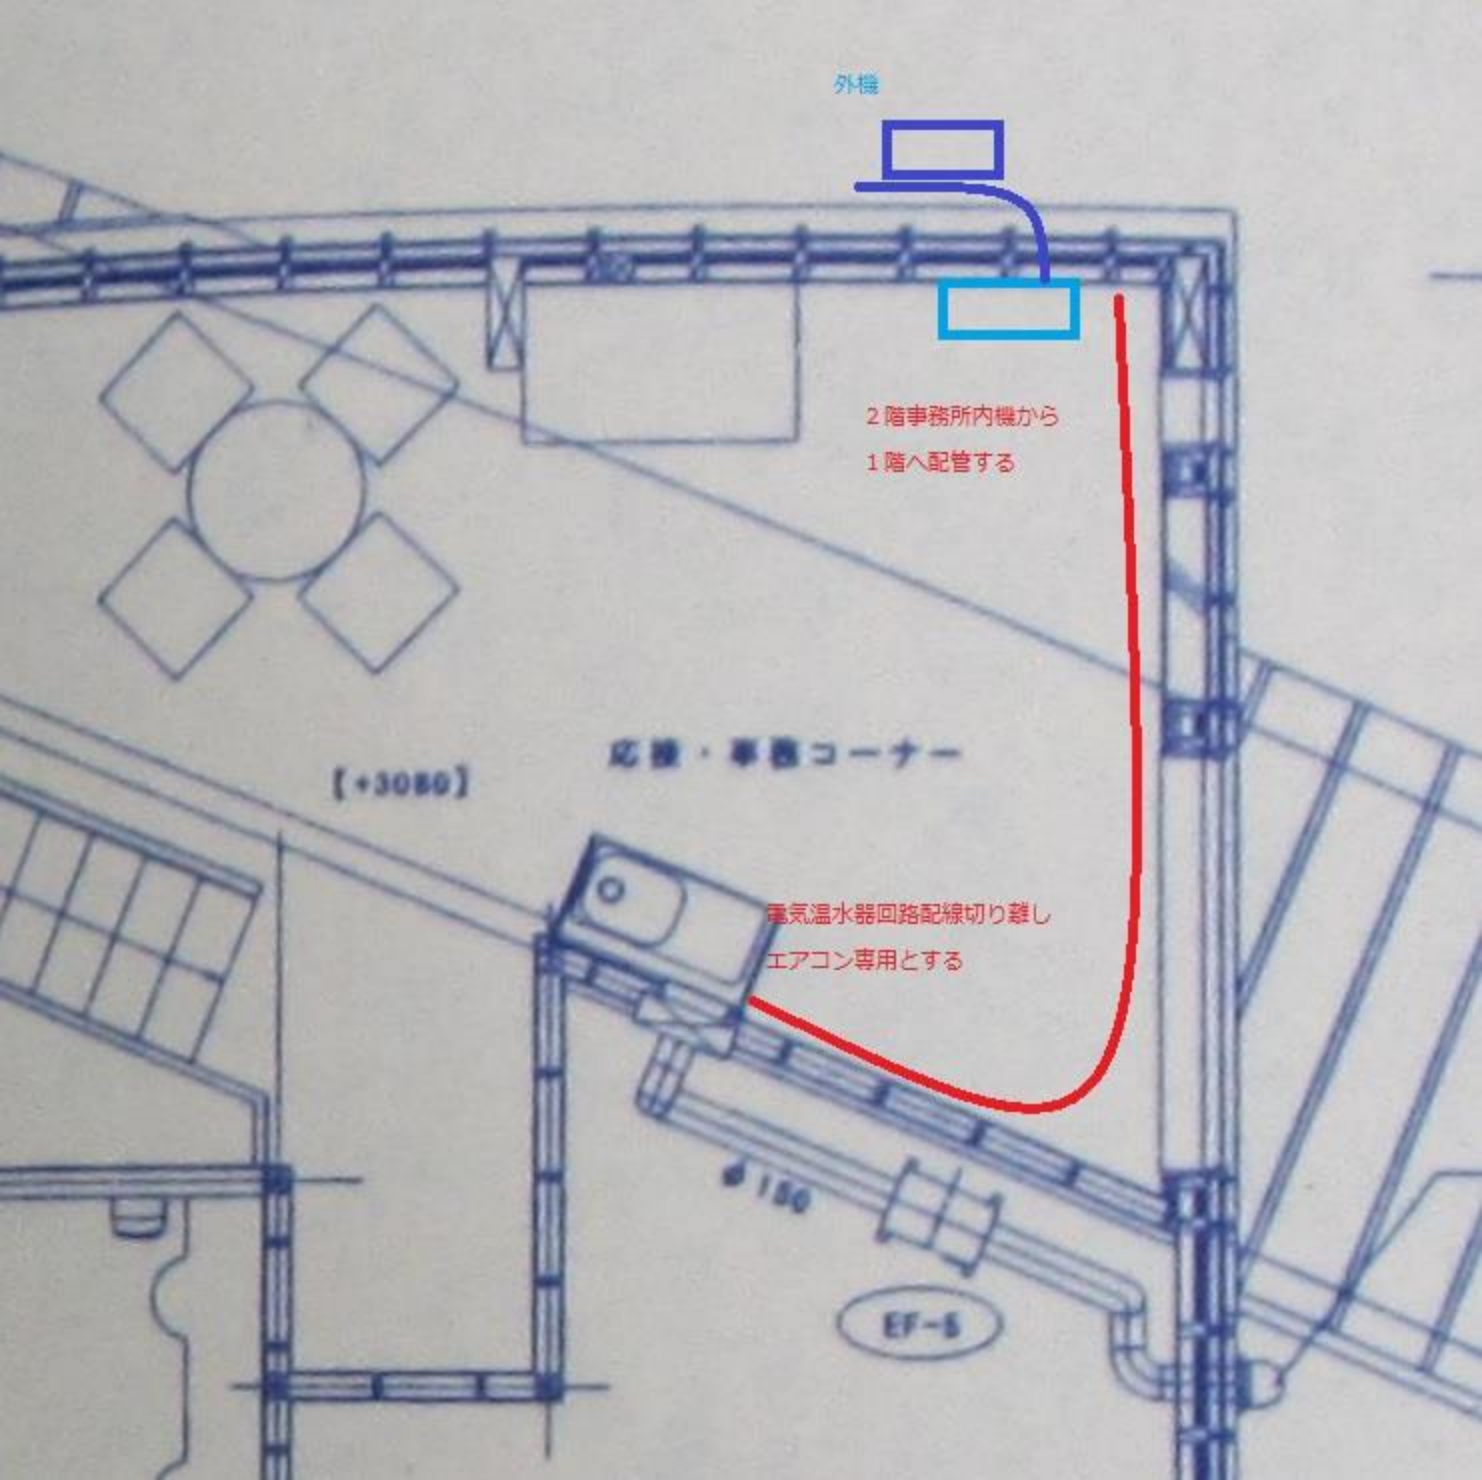 外機
２階事務所内機から
１階へ配管する
応接・事務コーナー
【+3080】
電気温水器回路配線切り離し
エアコン専用とする
φ150
EF-5